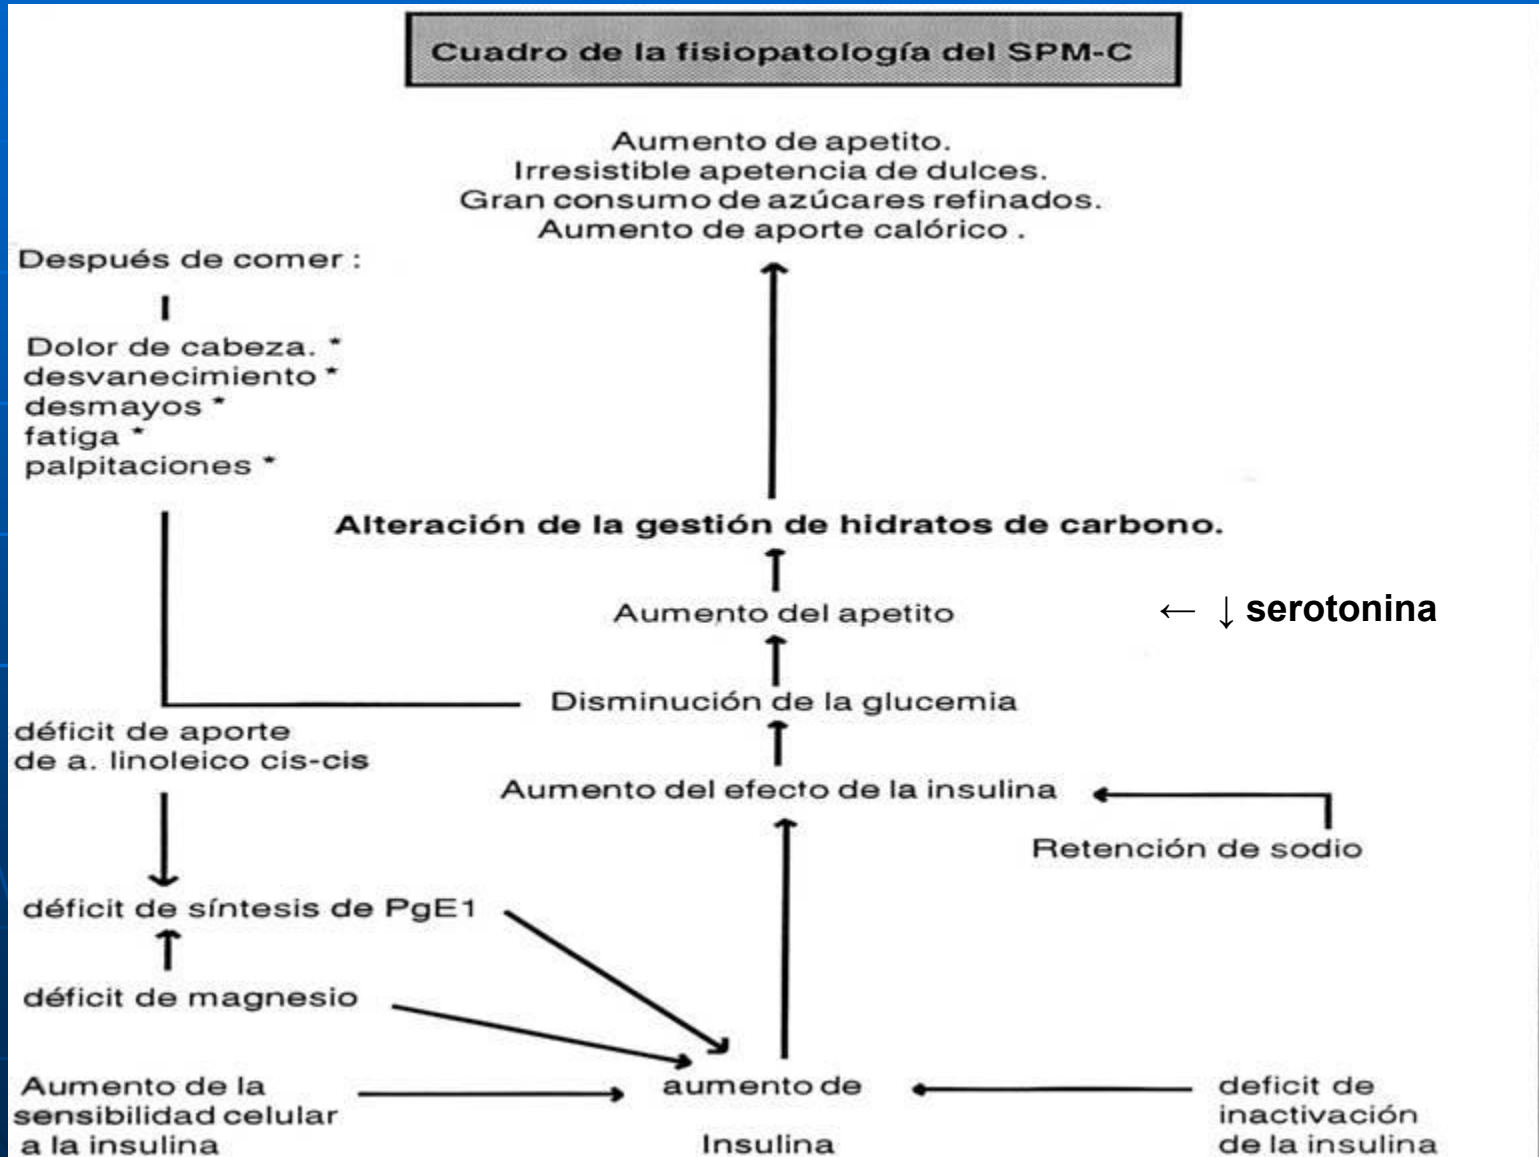 Cuadro de la fisiopatología del SPM-C
Aumento de apetito.
Irresistible apetencia de dulces.
Gran consumo de azúcares refinados.
Aumento de aporte calórico .
Después de comer :
Dolor de cabeza. *
desvanecimiento *
desmayos *
fatiga *
palpitaciones *
Alteración de la gestión de hidratos de carbono.
Aumento del apetito
← ↓ serotonina
Disminución de la glucemia
déficit de aporte
de a. linoleico cis-cis
Aumento del efecto de la insulina
Retención de sodio
déficit de síntesis de PgE1
déficit de magnesio
Aumento de la
sensibilidad celular
a la insulina
aumento de
Insulina
deficit de
inactivación
de la insulina